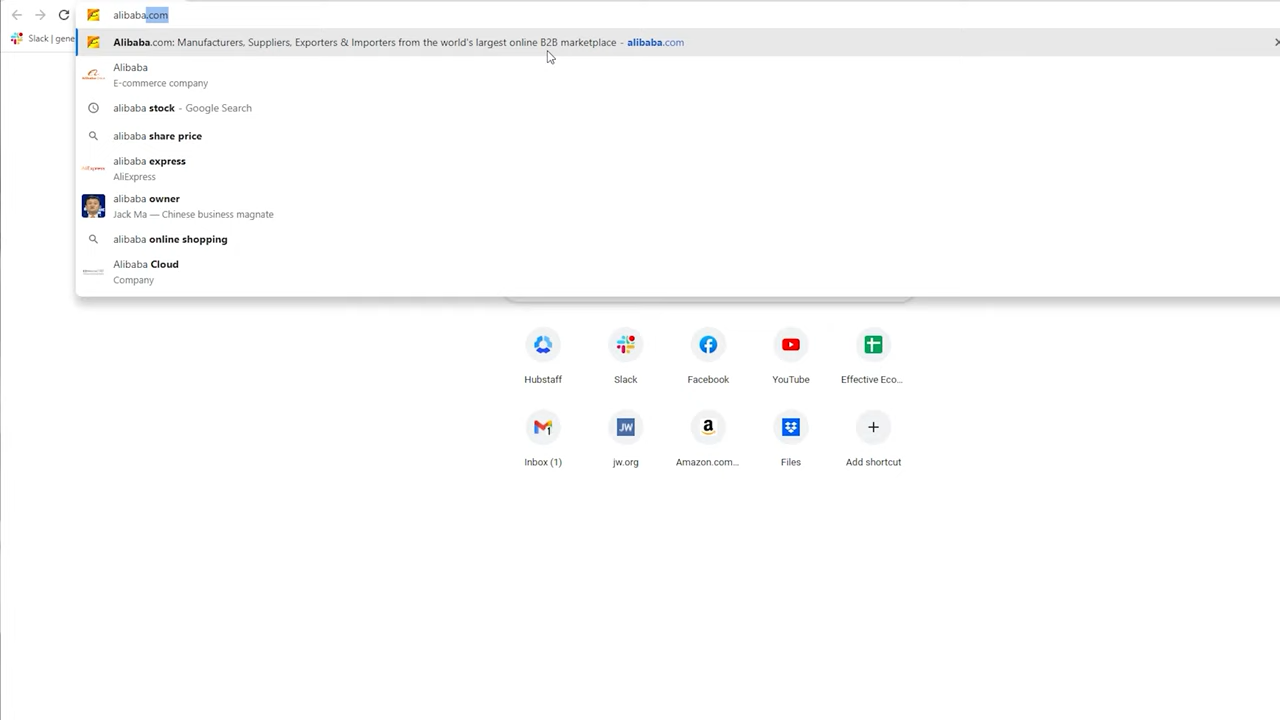 alibaba.com
Slack | gene
Alibaba.com: Manufacturers, Suppliers, Exporters & Importers from the world's largest online B2B marketplace - alibaba.com
Alibaba
E-commerce company
alibaba stock - Google Search
alibaba share price
alibaba express
AliExpress
alibaba owner
Jack Ma — Chinese business magnate
alibaba online shopping
Alibaba Cloud
Company
Hubstaff
Slack
Facebook
YouTube
Effective Eco...
JW
Inbox (1)
jw.org
Amazon.com...
Files
Add shortcut